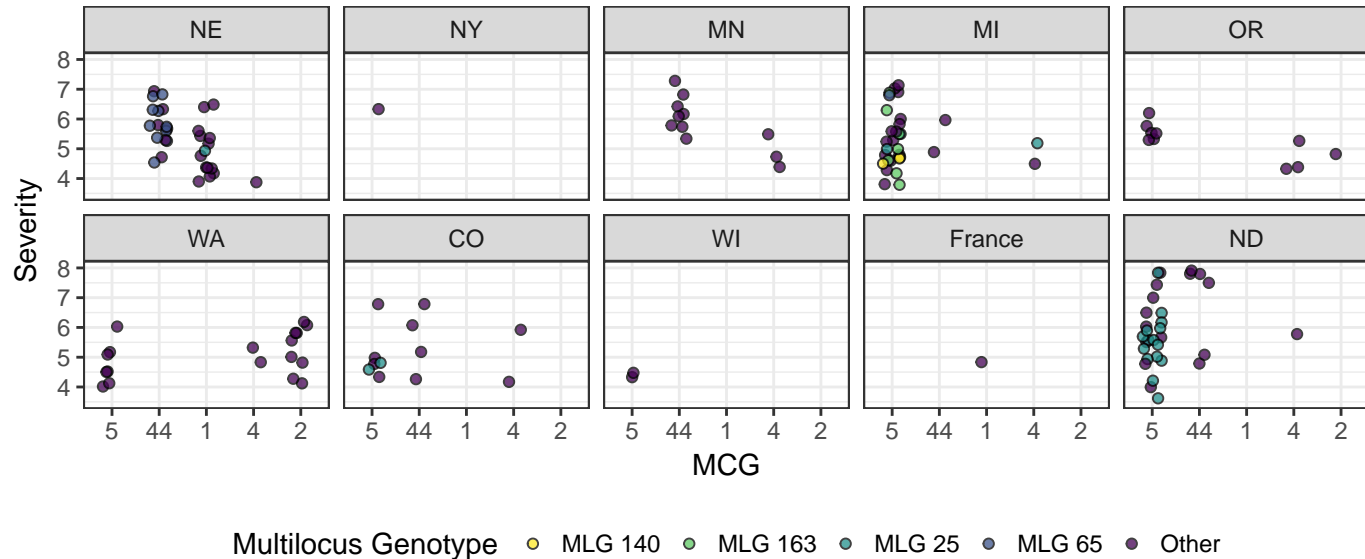 NE NY MN MI OR
8
7
6
5
4
WA CO WI France ND
8
7
6
5
4
Severity
5 44 1 4 2 5 44 1 4 2 5 44 1 4 2 5 44 1 4 2 5 44 1 4 2
MCG
Multilocus Genotype MLG 140 MLG 163 MLG 25 MLG 65 Other